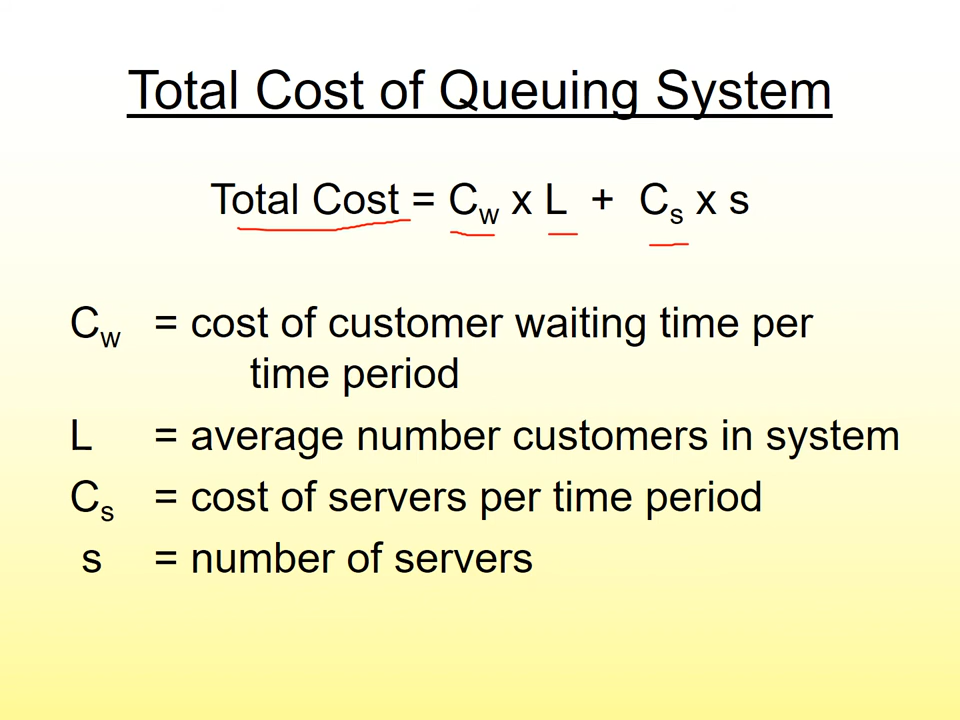 Total Cost of Queuing System
Total Cost = Cw x L + Cs x s
Cw = cost of customer waiting time per
time period
L = average number customers in system
Cs = cost of servers per time period
s = number of servers